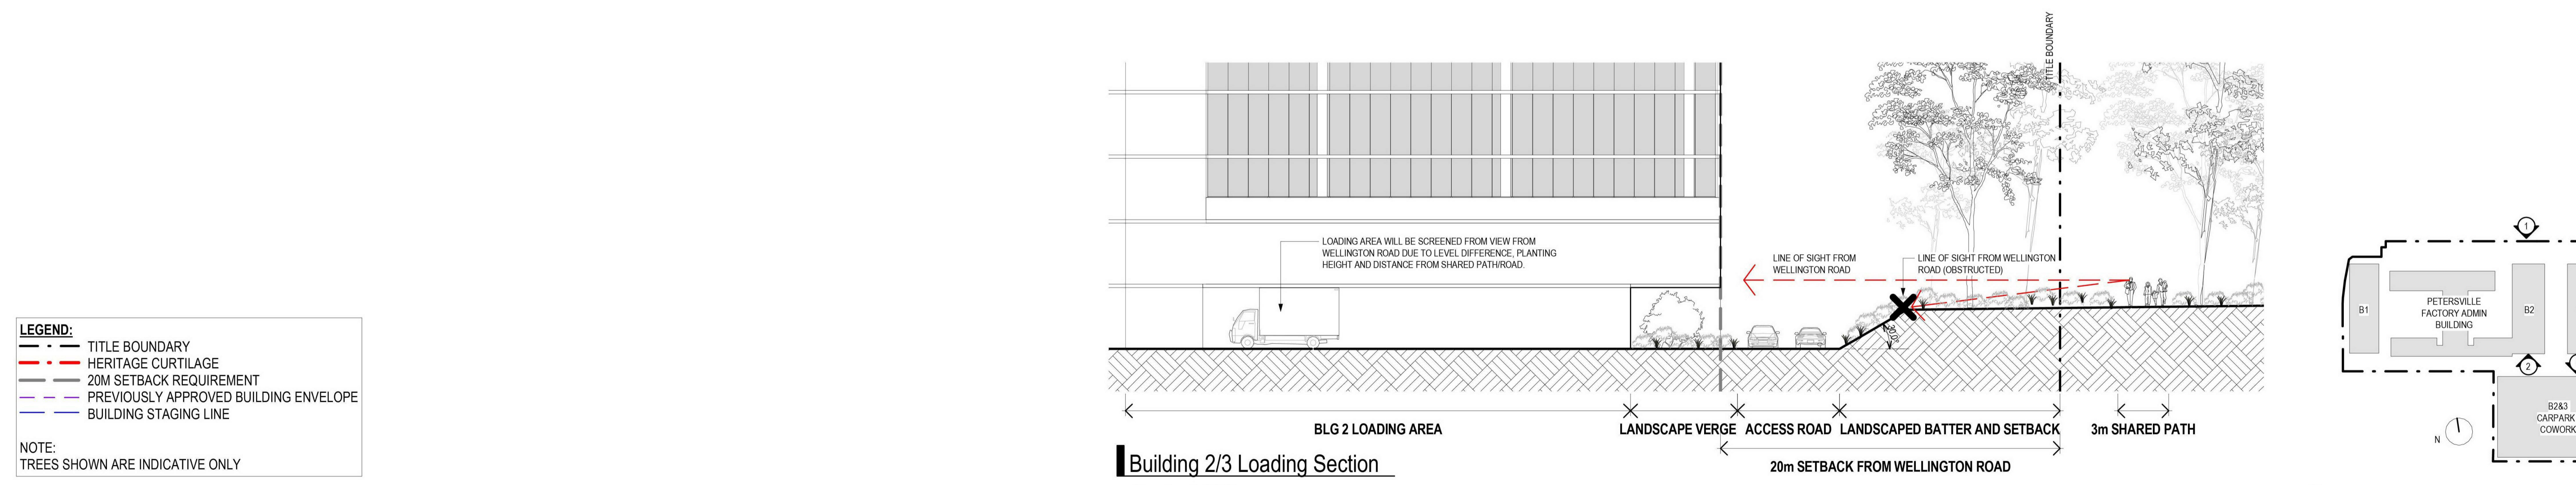 LEGEND:
TITLE BOUNDARY
HERITAGE CURTILAGE
20M SETBACK REQUIREMENT
PREVIOUSLY APPROVED BUILDING ENVELOPE
BUILDING STAGING LINE
NOTE:
TREES SHOWN ARE INDICATIVE ONLY
TITLE BOUNDARY
LOADING AREA WILL BE SCREENED FROM VIEW FROM
WELLINGTON ROAD DUE TO LEVEL DIFFERENCE, PLANTING
HEIGHT AND DISTANCE FROM SHARED PATH/ROAD.
LINE OF SIGHT FROM
WELLINGTON ROAD
LINE OF SIGHT FROM WELLINGTON
ROAD (OBSTRUCTED)
30.0°
BLG 2 LOADING AREA
LANDSCAPE VERGE
ACCESS ROAD
LANDSCAPED BATTER AND SETBACK
3m SHARED PATH
20m SETBACK FROM WELLINGTON ROAD
Building 2/3 Loading Section
1
B1
PETERSVILLE
FACTORY ADMIN
BUILDING
B2
2
B2&3
CARPARK
COWORK
N